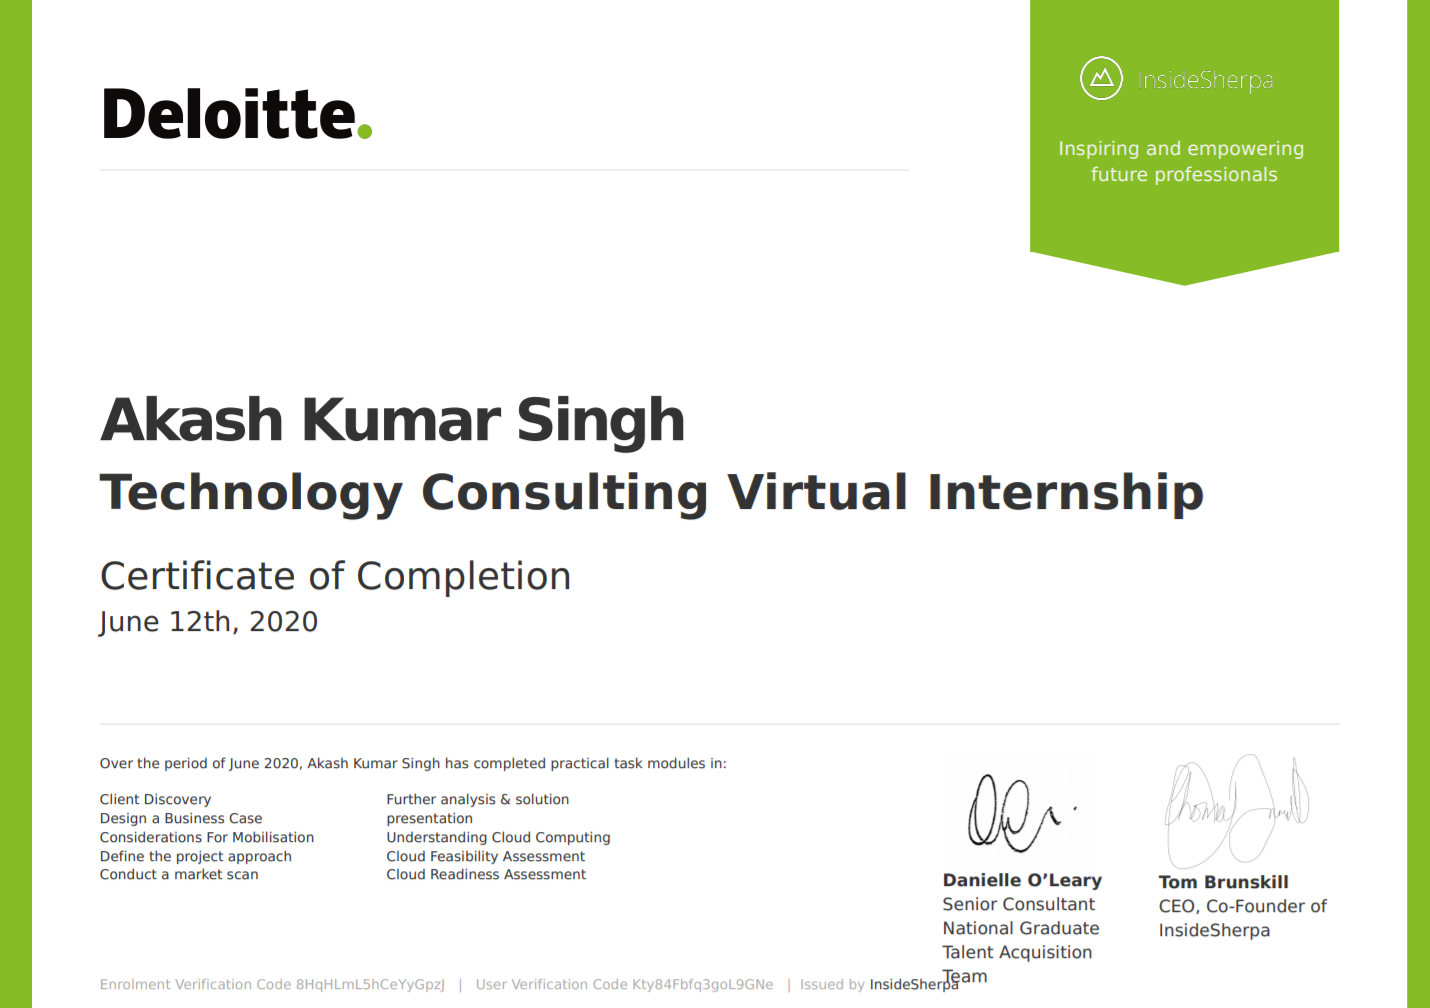 Deloitte.
InsideSherpa
Inspiring and empowering
future professionals
Akash Kumar Singh
Technology Consulting Virtual Internship
Certificate of Completion
June 12th, 2020
Over the period of June 2020, Akash Kumar Singh has completed practical task modules in:
Client Discovery
Design a Business Case
Considerations For Mobilisation
Define the project approach
Conduct a market scan
Further analysis & solution
presentation
Understanding Cloud Computing
Cloud Feasibility Assessment
Cloud Readiness Assessment
Danielle O’Leary
Senior Consultant
National Graduate
Talent Acquisition
Team
Tom Brunskill
CEO, Co-Founder of
InsideSherpa
Enrolment Verification Code 8HqHLmL5hCeYyGpzJ | User Verification Code Kty84Fbfq3goL9GNe | Issued by InsideSherpa